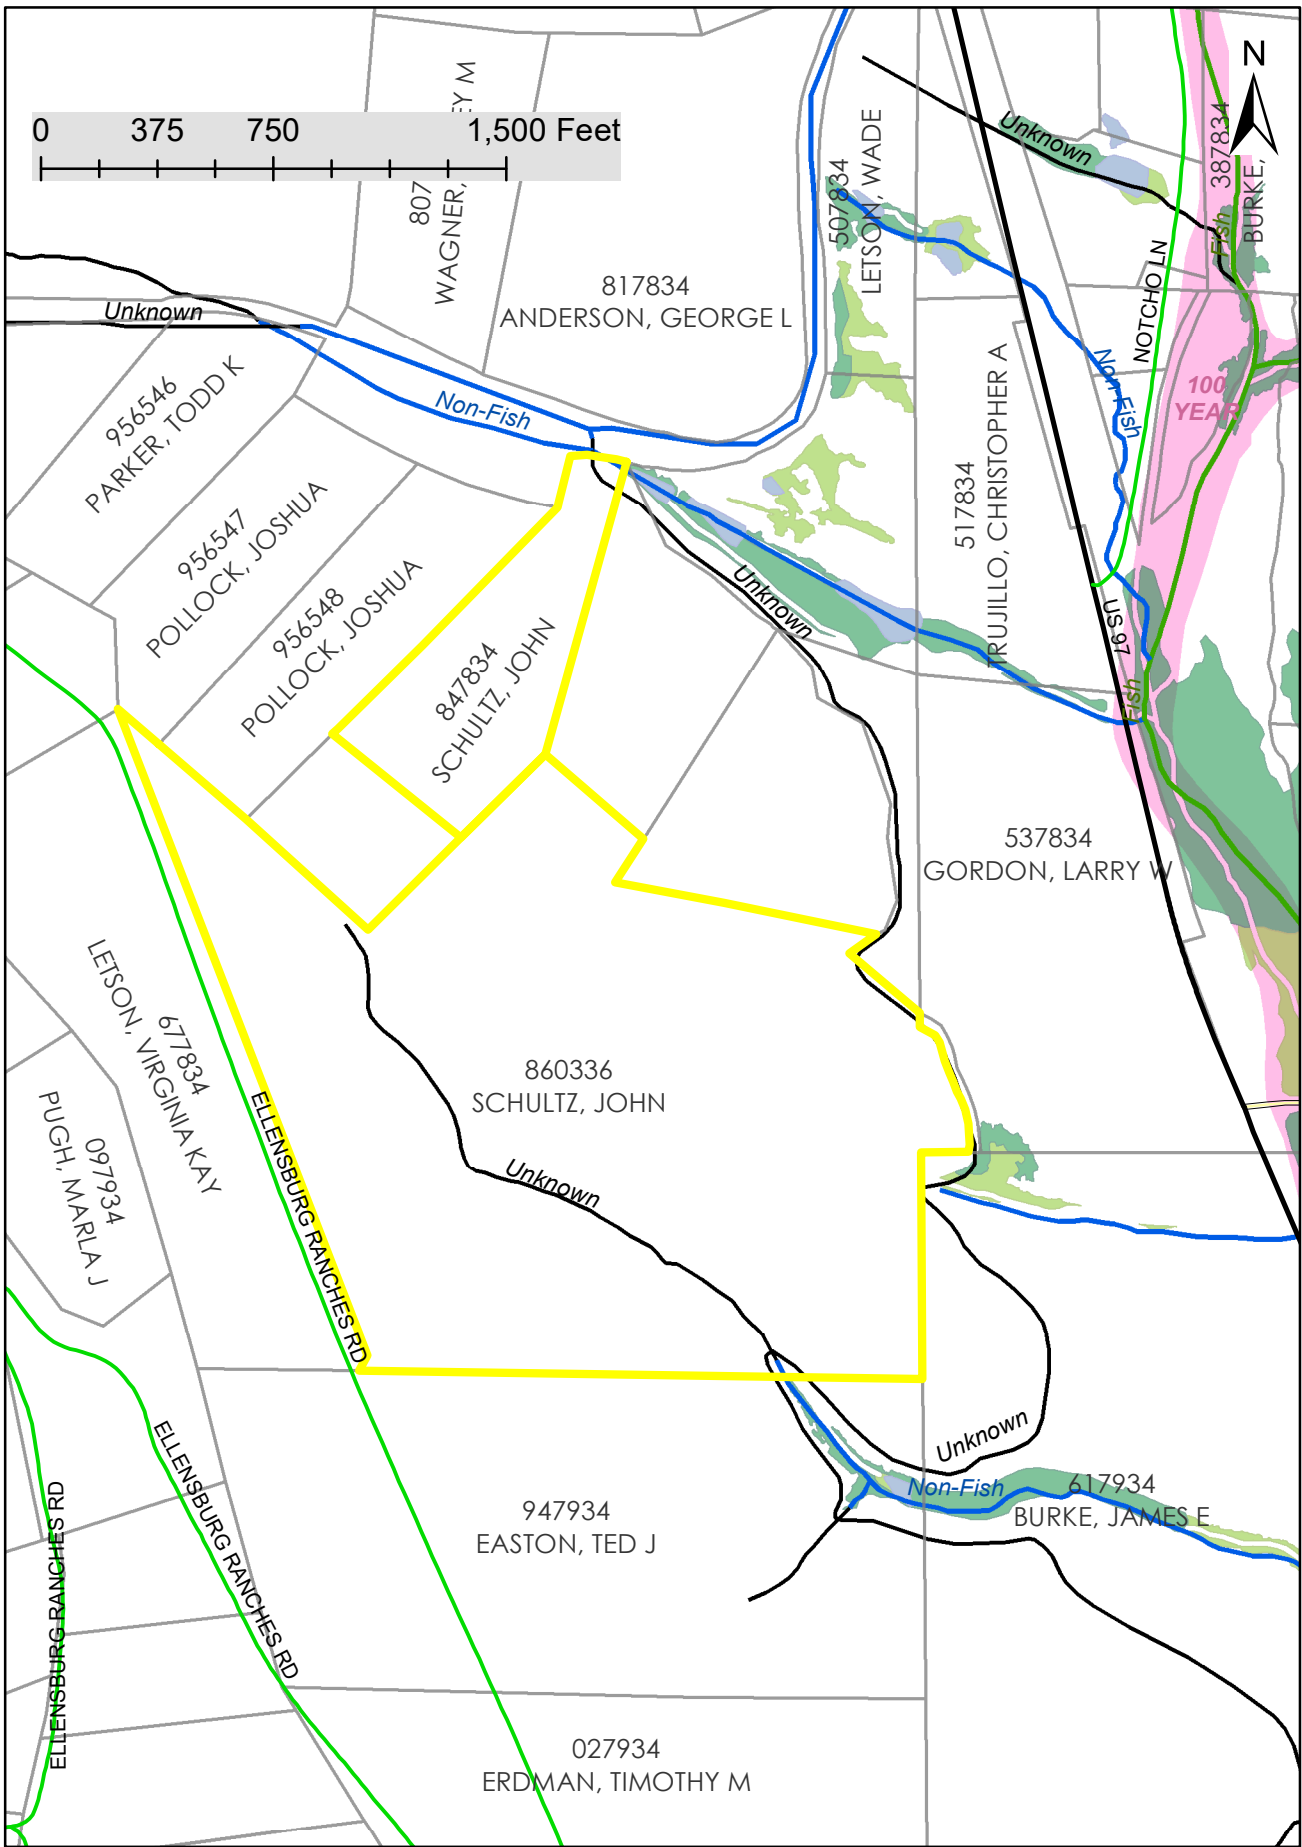 N
0 375 750 1,500 Feet
807
WAGNER, EY M
817834
ANDERSON, GEORGE L
507834
LETSON, WADE
Unknown
387834
BURKE,
Fish
NOTCHO LN
Unknown
Non-Fish
Non-Fish
100
YEAR
956546
PARKER, TODD K
956547
POLLOCK, JOSHUA
956548
POLLOCK, JOSHUA
847834
SCHULTZ, JOHN
Unknown
517834
TRUJILLO, CHRISTOPHER A
US 97
Fish
537834
GORDON, LARRY W
677834
LETSON, VIRGINIA KAY
097934
PUGH, MARLA J
860336
SCHULTZ, JOHN
ELLENSBURG RANCHES RD
Unknown
Unknown
Non-Fish
617934
BURKE, JAMES E
947934
EASTON, TED J
ELLENSBURG RANCHES RD
ELLENSBURG RANCHES RD
027934
ERDMAN, TIMOTHY M